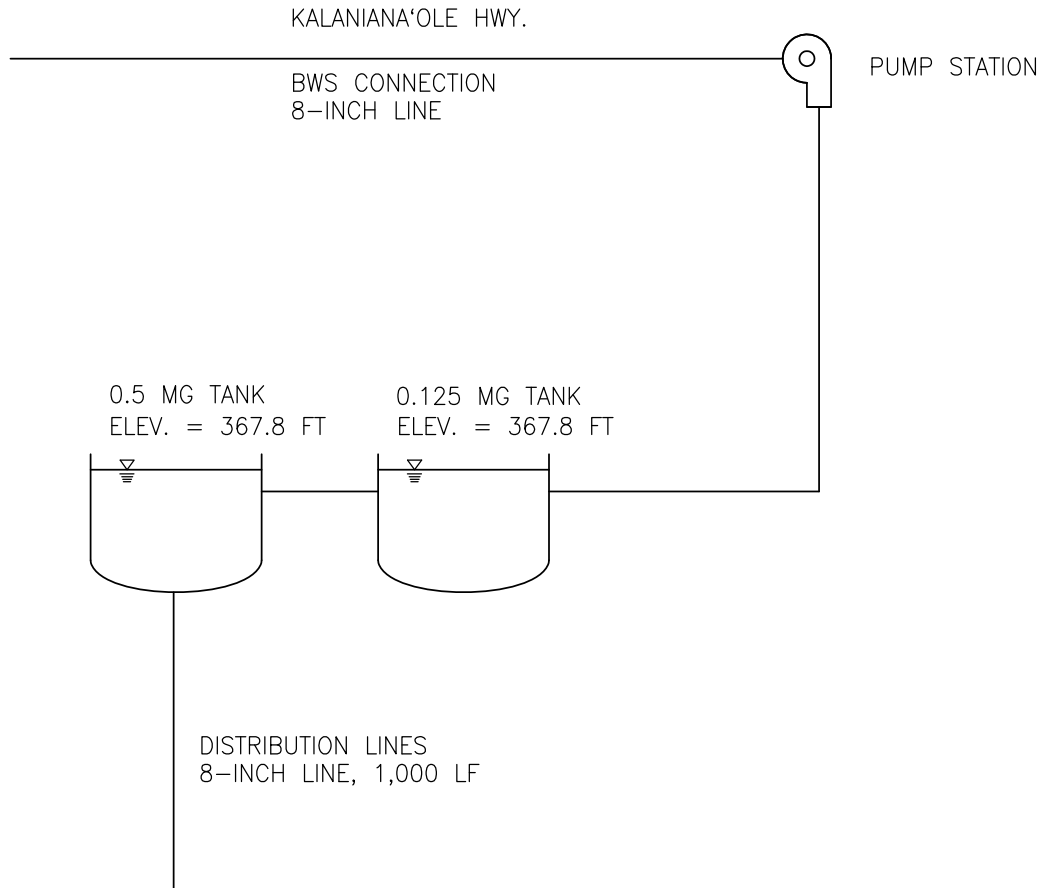 KALANIANA‘OLE HWY.
BWS CONNECTION
8–INCH LINE
PUMP STATION
0.5 MG TANK
ELEV. = 367.8 FT
0.125 MG TANK
ELEV. = 367.8 FT
DISTRIBUTION LINES
8–INCH LINE, 1,000 LF